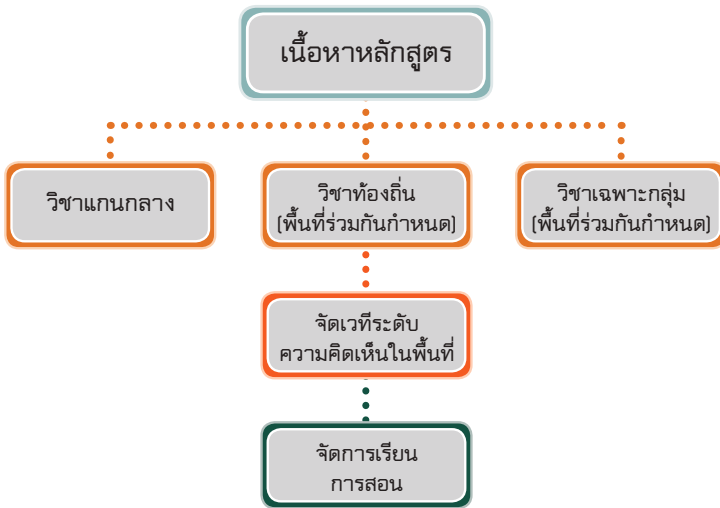 เนื้อหาหลักสูตร
วิชาแกนกลาง
วิชาท้องถิ่น
(พื้นที่ร่วมกันกำหนด)
วิชาเฉพาะกลุ่ม
(พื้นที่ร่วมกันกำหนด)
จัดเวทีระดับ
ความคิดเห็นในพื้นที่
จัดการเรียน
การสอน